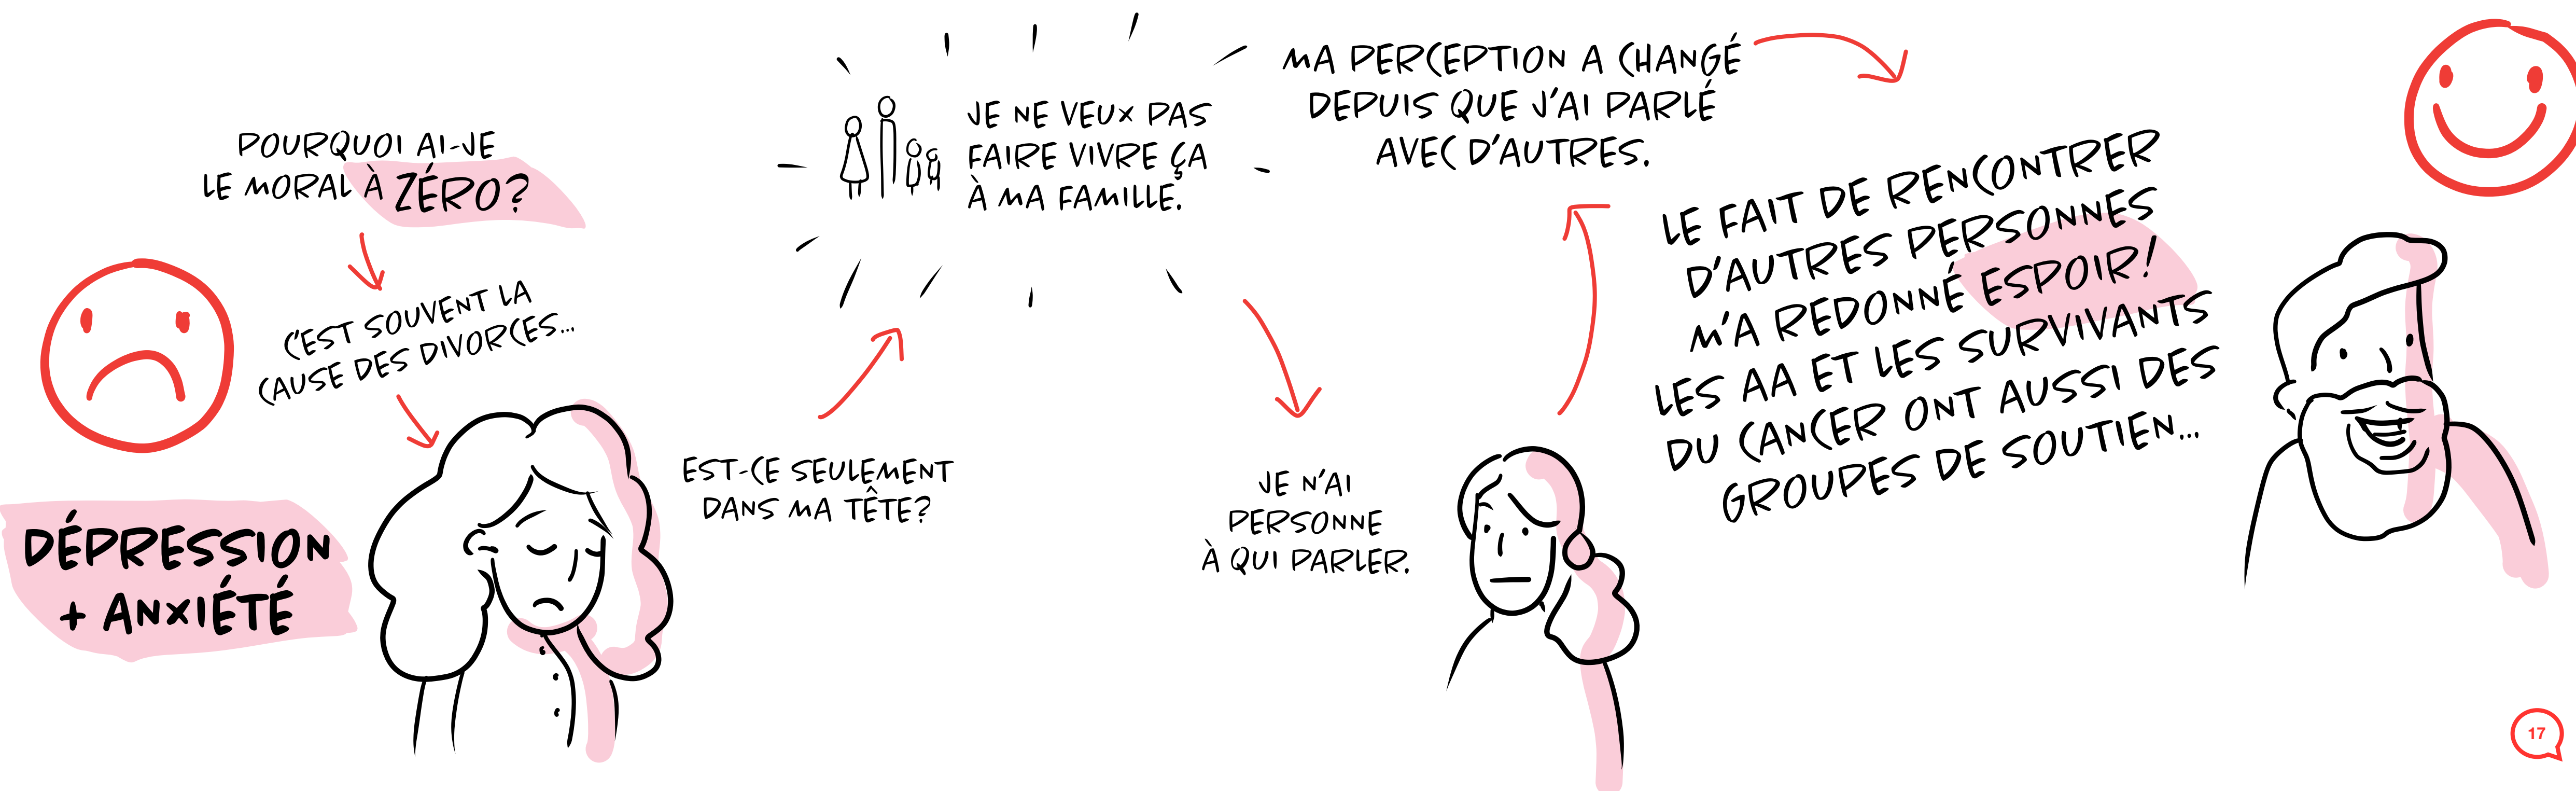 POURQUOI AI-JE
LE MORAL À ZÉRO?
C'EST SOUVENT LA
CAUSE DES DIVORCES...
DÉPRESSION
+ ANXIÉTÉ
EST-CE SEULEMENT
DANS MA TÊTE?
JE NE VEUX PAS
FAIRE VIVRE ÇA
À MA FAMILLE.
JE N'AI
PERSONNE
À QUI PARLER.
MA PERCEPTION A CHANGÉ
DEPUIS QUE J'AI PARLÉ
AVEC D'AUTRES.
LE FAIT DE RENCONTRER
D'AUTRES PERSONNES
M'A REDONNÉ ESPOIR!
LES AA ET LES SURVIVANTS
DU CANCER ONT AUSSI DES
GROUPES DE SOUTIEN...
17